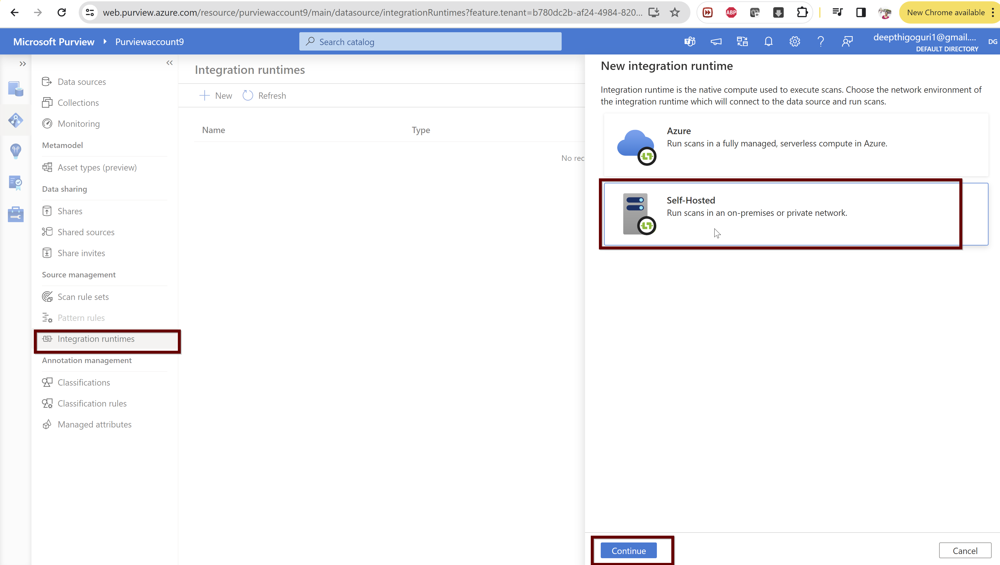 web.purview.azure.com/resource/purviewaccount9/main/datasource/integrationRuntimes?feature.tenant=b780dc2b-af24-4984-820...
ABP
New Chrome available
Microsoft Purview
Purviewaccount9
Search catalog
deepthigoguri1@gmail....
DEFAULT DIRECTORY
DG
Data sources
Collections
Monitoring
Metamodel
Asset types (preview)
Data sharing
Shares
Shared sources
Share invites
Source management
Scan rule sets
Pattern rules
Integration runtimes
Annotation management
Classifications
Classification rules
Managed attributes
Integration runtimes
New
Refresh
Name
Type
No rec
New integration runtime
Integration runtime is the native compute used to execute scans. Choose the network environment of
the integration runtime which will connect to the data source and run scans.
Azure
Run scans in a fully managed, serverless compute in Azure.
Self-Hosted
Run scans in an on-premises or private network.
Continue
Cancel